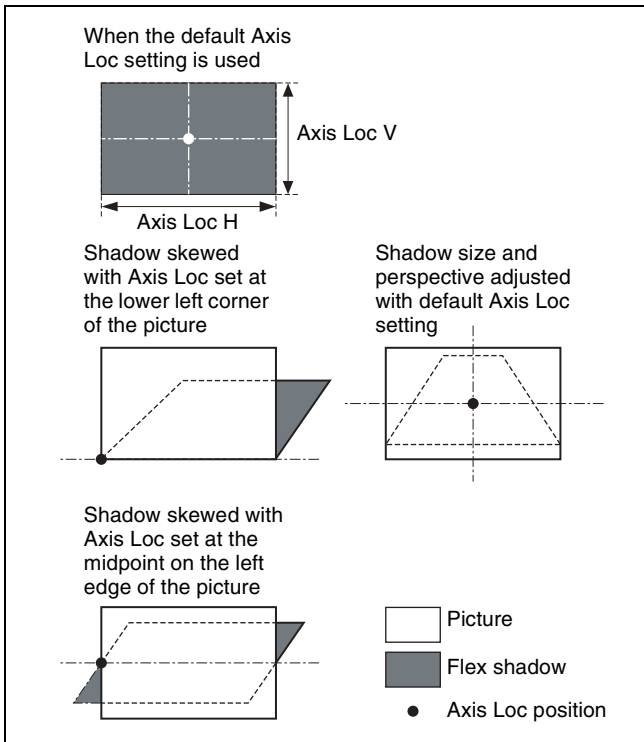 When the default Axis
Loc setting is used
Axis Loc V
Axis Loc H
Shadow skewed
with Axis Loc set at
the lower left corner
of the picture
Shadow size and
perspective adjusted
with default Axis Loc
setting
Shadow skewed with
Axis Loc set at the
midpoint on the left
edge of the picture
Picture
Flex shadow
Axis Loc position